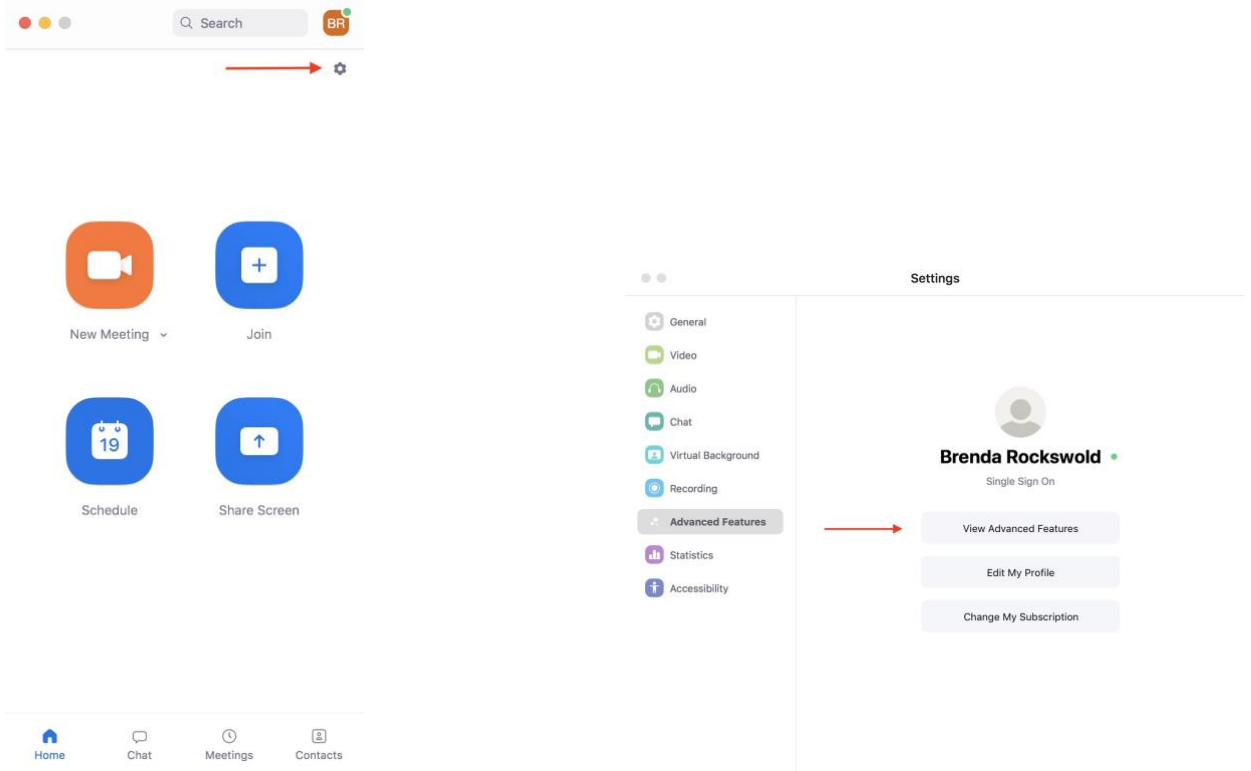 Search
BR
New Meeting
Join
19
Schedule
Share Screen
Home
Chat
Meetings
Contacts
Settings
General
Video
Audio
Chat
Virtual Background
Recording
Advanced Features
Statistics
Accessibility
Brenda Rockswold
Single Sign On
View Advanced Features
Edit My Profile
Change My Subscription